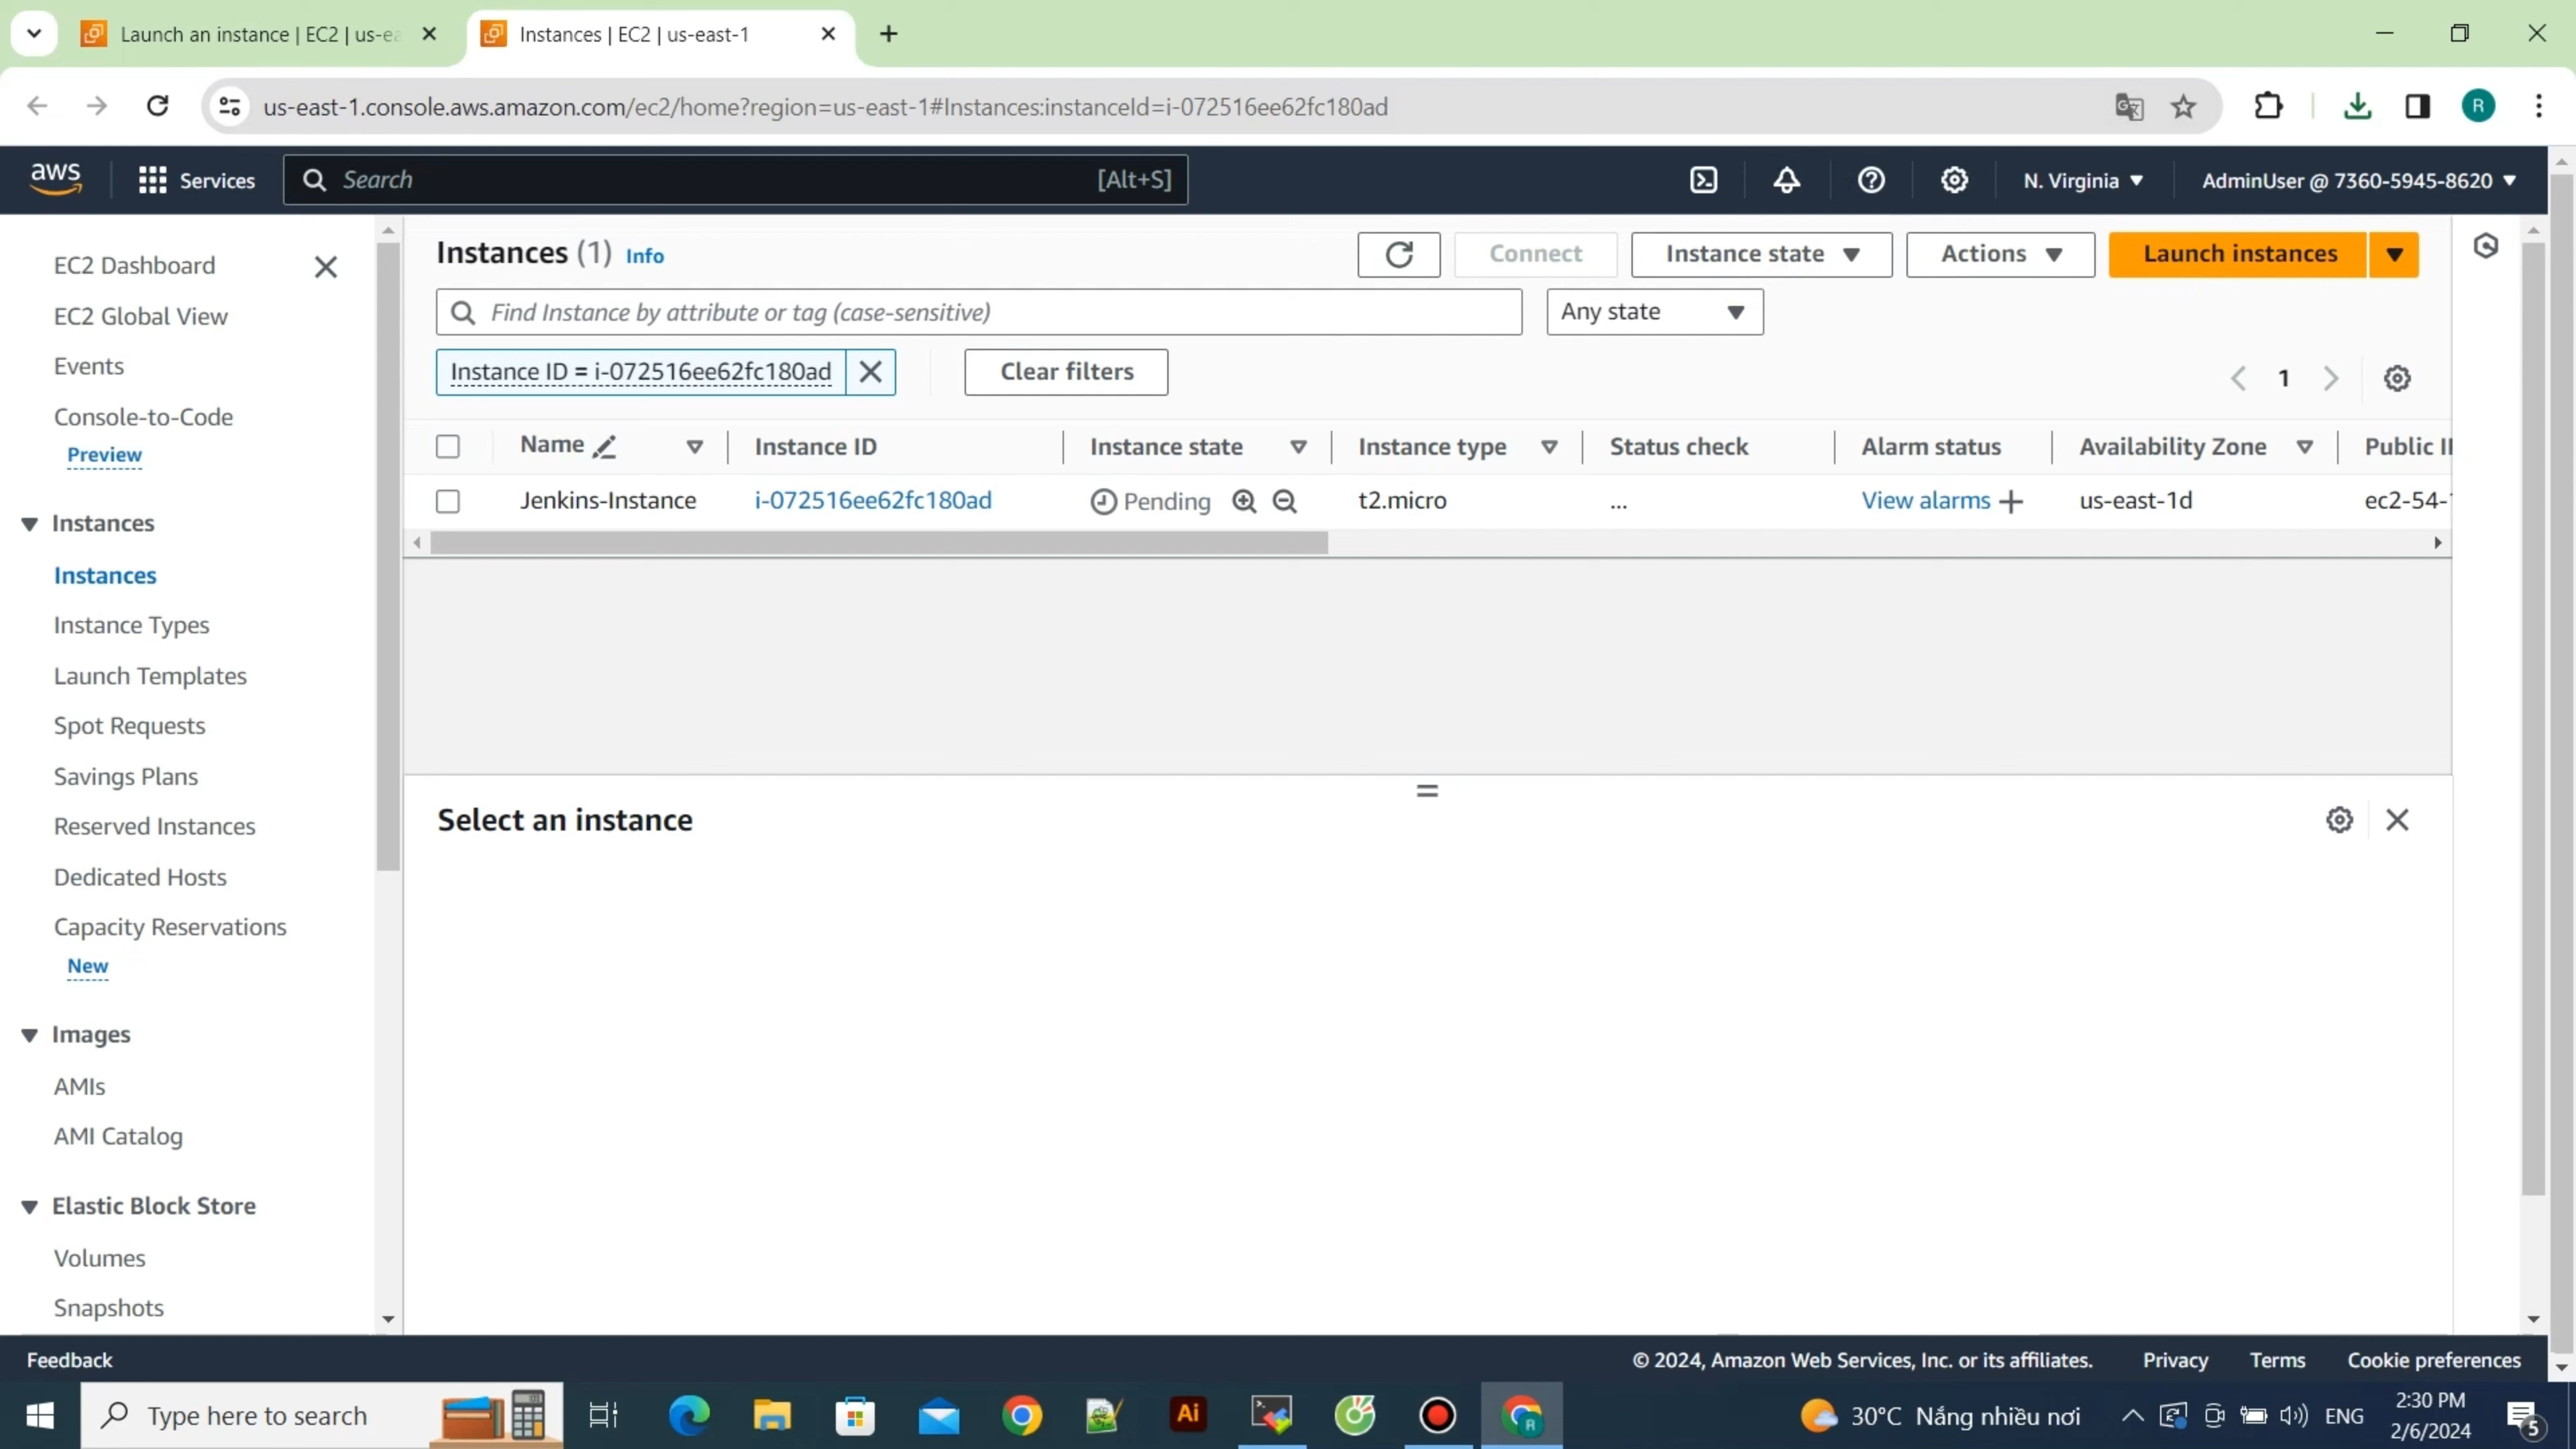 Launch an instance | EC2 | us-ea
Instances | EC2 | us-east-1
us-east-1.console.aws.amazon.com/ec2/home?region=us-east-1#Instances:instanceId=i-072516ee62fc180ad
R
aws
Services
Search
[Alt+S]
N. Virginia
AdminUser @ 7360-5945-8620
EC2 Dashboard
EC2 Global View
Events
Console-to-Code
Preview
Instances
Instances
Instance Types
Launch Templates
Spot Requests
Savings Plans
Reserved Instances
Dedicated Hosts
Capacity Reservations
New
Images
AMIs
AMI Catalog
Elastic Block Store
Volumes
Snapshots
Instances (1) Info
Connect
Instance state
Actions
Launch instances
Find Instance by attribute or tag (case-sensitive)
Any state
Instance ID = i-072516ee62fc180ad
Clear filters
1
Name Instance ID Instance state Instance type Status check Alarm status Availability Zone Public I
Jenkins-Instance i-072516ee62fc180ad Pending t2.micro ... View alarms + us-east-1d ec2-54-
Select an instance
Feedback
© 2024, Amazon Web Services, Inc. or its affiliates.
Privacy
Terms
Cookie preferences
Type here to search
Ai
R
30°C Nắng nhiều nơi
ENG
2:30 PM
2/6/2024
5